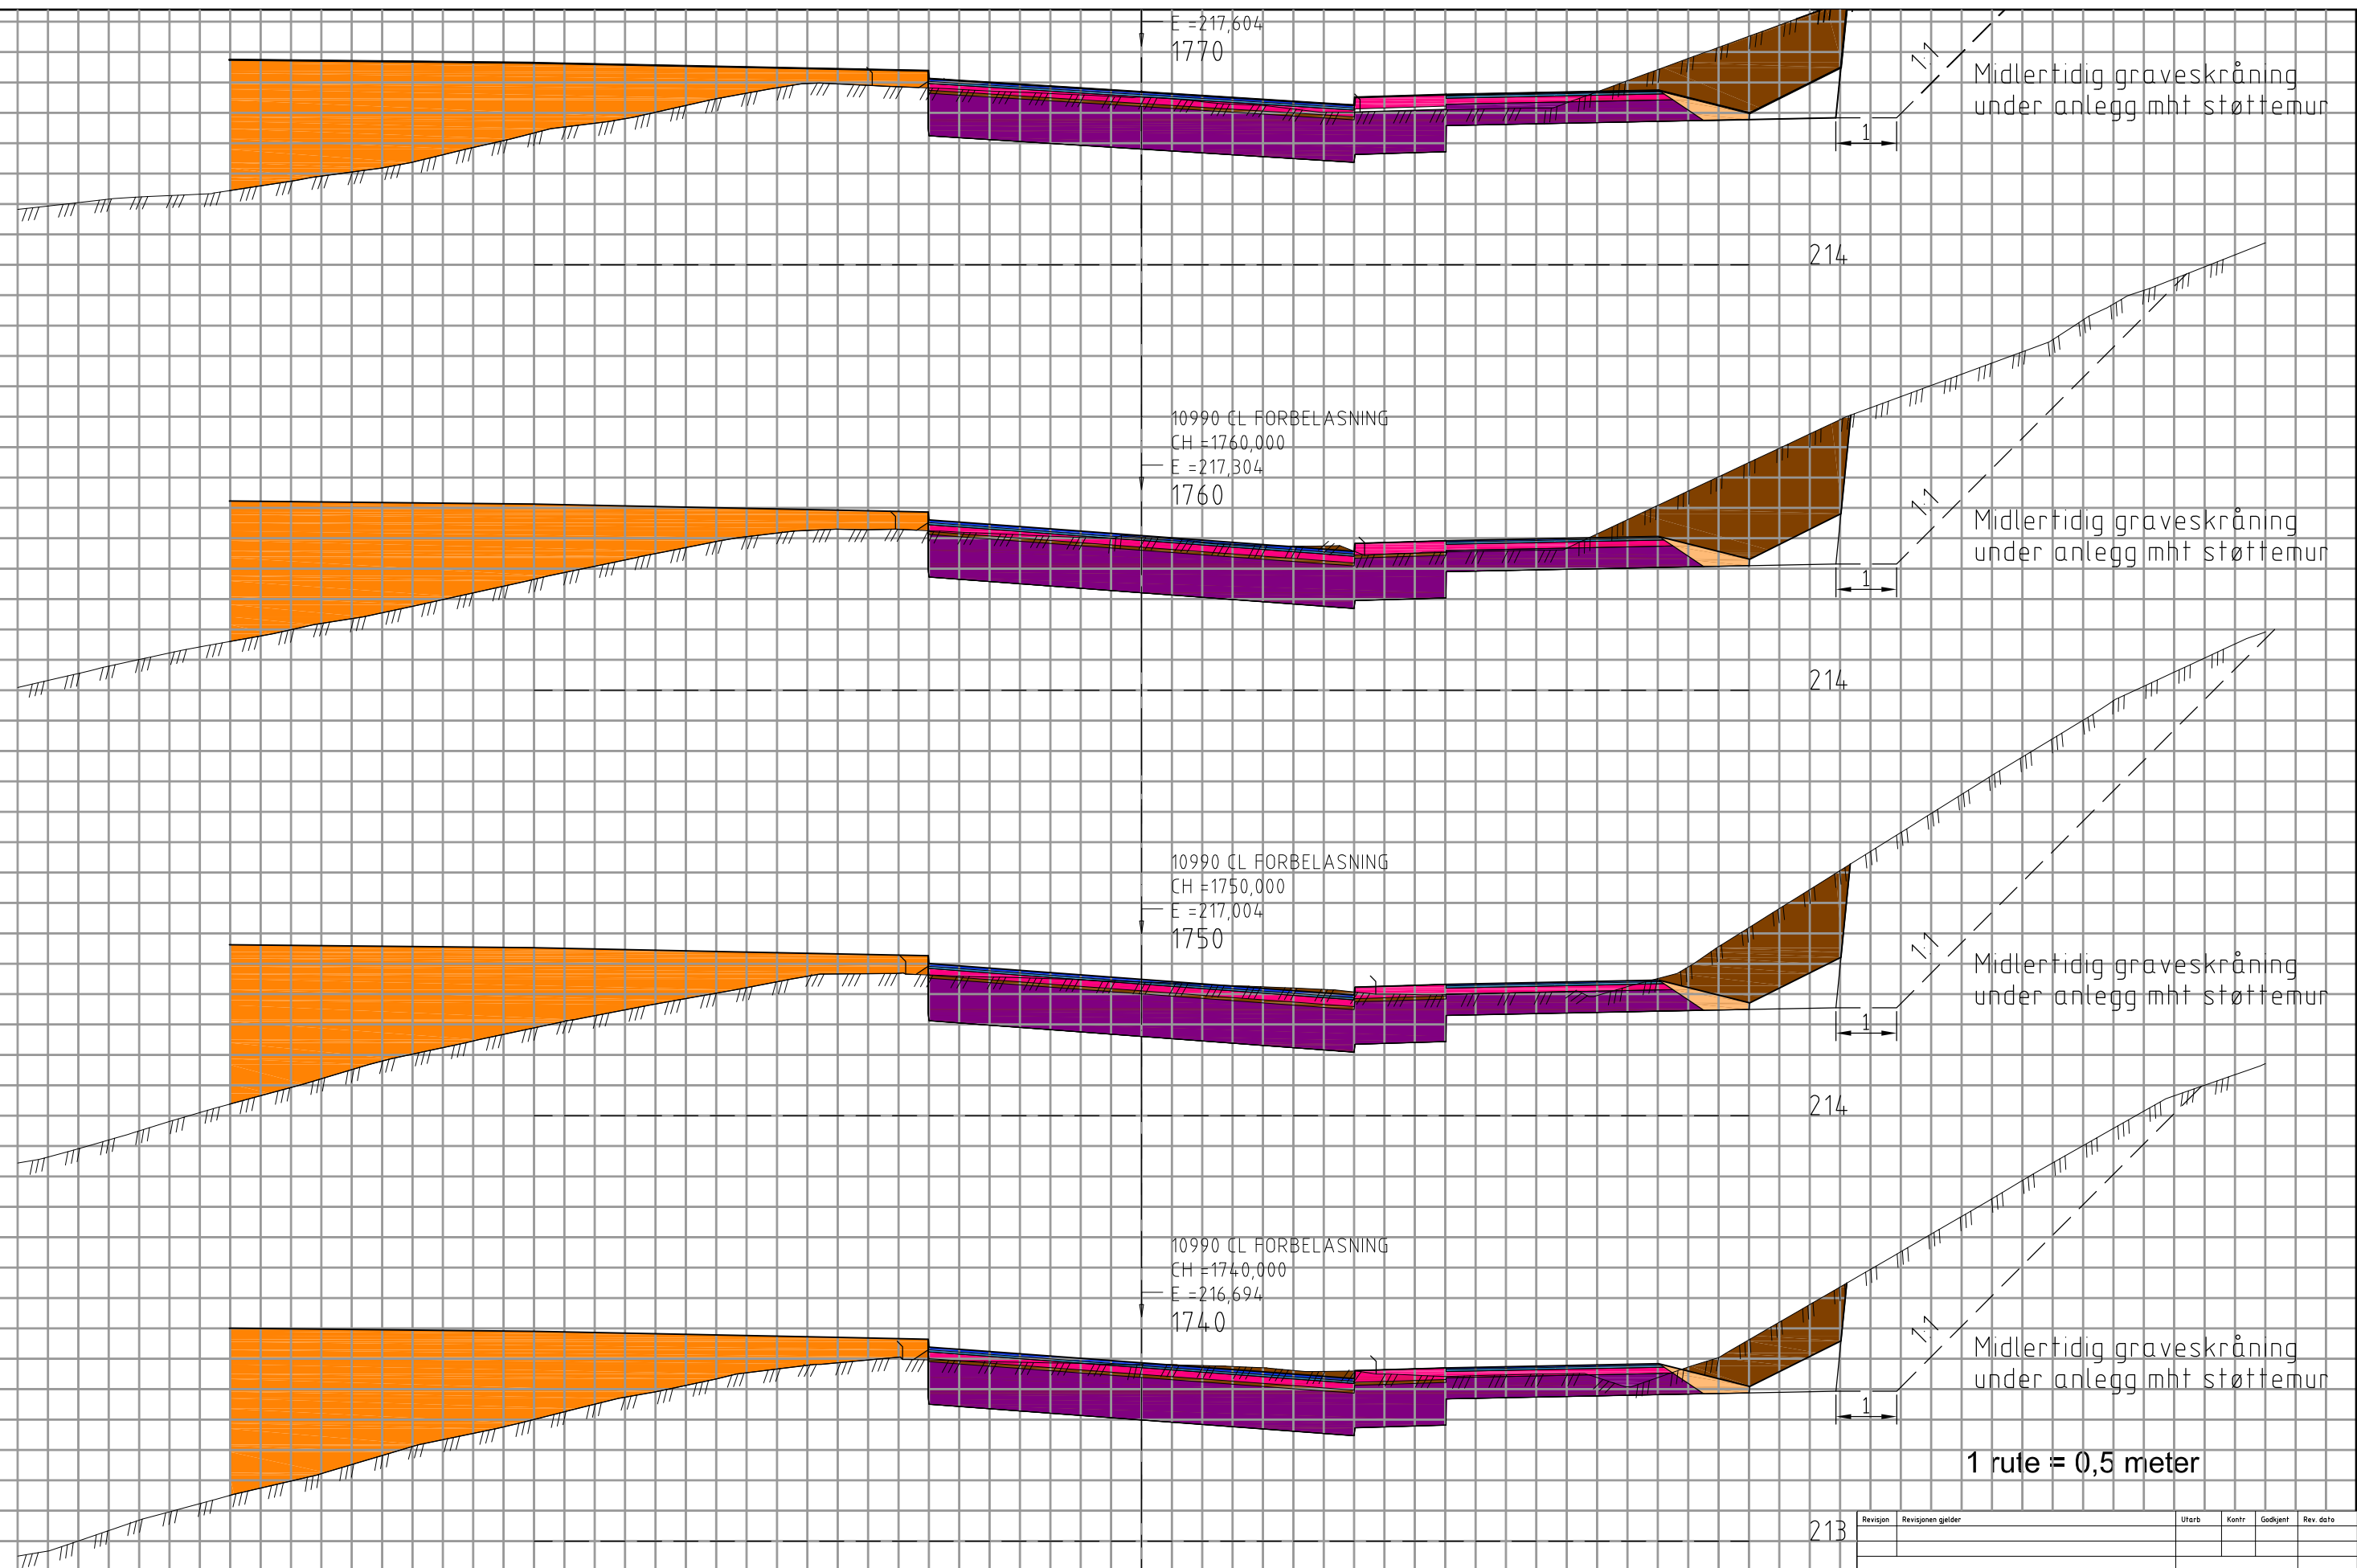 E =217,604
1770
1:1
Midlertidig graveskråning
under anlegg mht støttemur
1
214
10990 CL FORBELASNING
CH =1760,000
E =217,304
1760
1:1
Midlertidig graveskråning
under anlegg mht støttemur
1
214
10990 CL FORBELASNING
CH =1750,000
E =217,004
1750
1:1
Midlertidig graveskråning
under anlegg mht støttemur
1
214
10990 CL FORBELASNING
CH =1740,000
E =216,694
1740
1:1
Midlertidig graveskråning
under anlegg mht støttemur
1
1 rute = 0,5 meter
213
Revisjon Revisjonen gjelder Utarb Kontr Godkjent Rev. dato